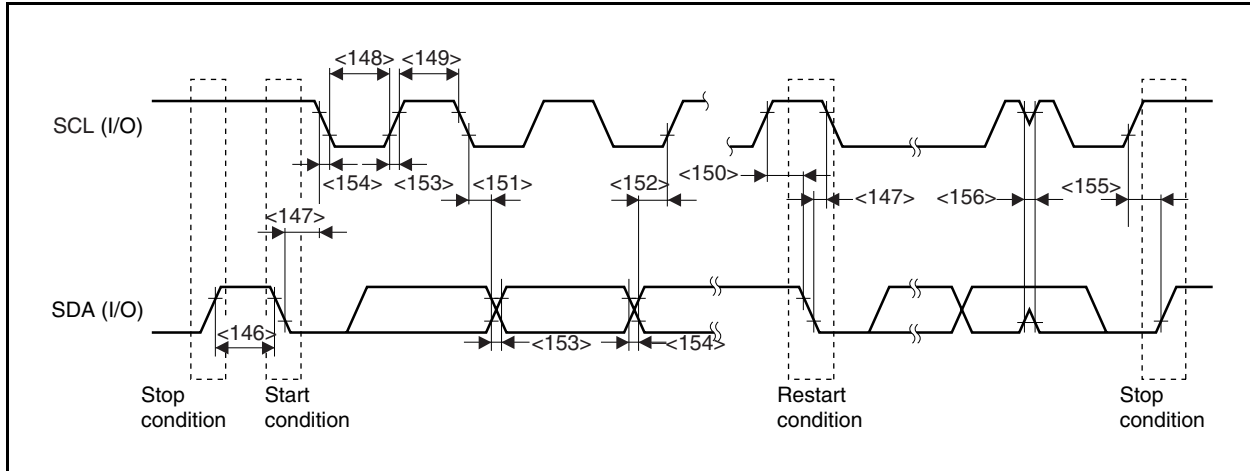 <148>
<149>
SCL (I/O)
<154>
<153>
<151>
<152>
<150>
<147>
<156>
<155>
<147>
SDA (I/O)
<146>
<153>
<154>
Stop
condition
Start
condition
Restart
condition
Stop
condition